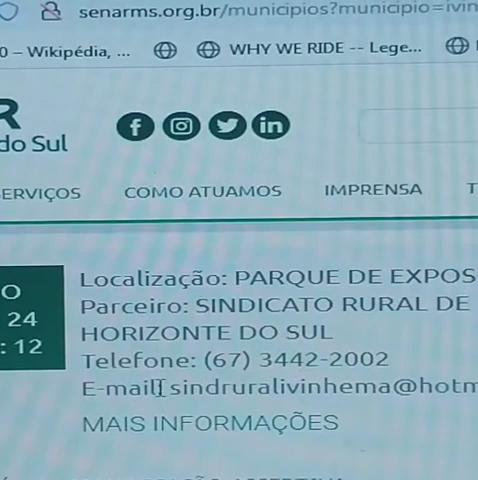 senarms.org.br/municipios?municipio=ivin
0 – Wikipédia, ...
WHY WE RIDE -- Lege...
R
do Sul
ERVIÇOS
COMO ATUAMOS
IMPRENSA
T
O
24
: 12
Localização: PARQUE DE EXPOS
Parceiro: SINDICATO RURAL DE
HORIZONTE DO SUL
Telefone: (67) 3442-2002
E-mail: sindruralivinhema@hotm
MAIS INFORMAÇÕES